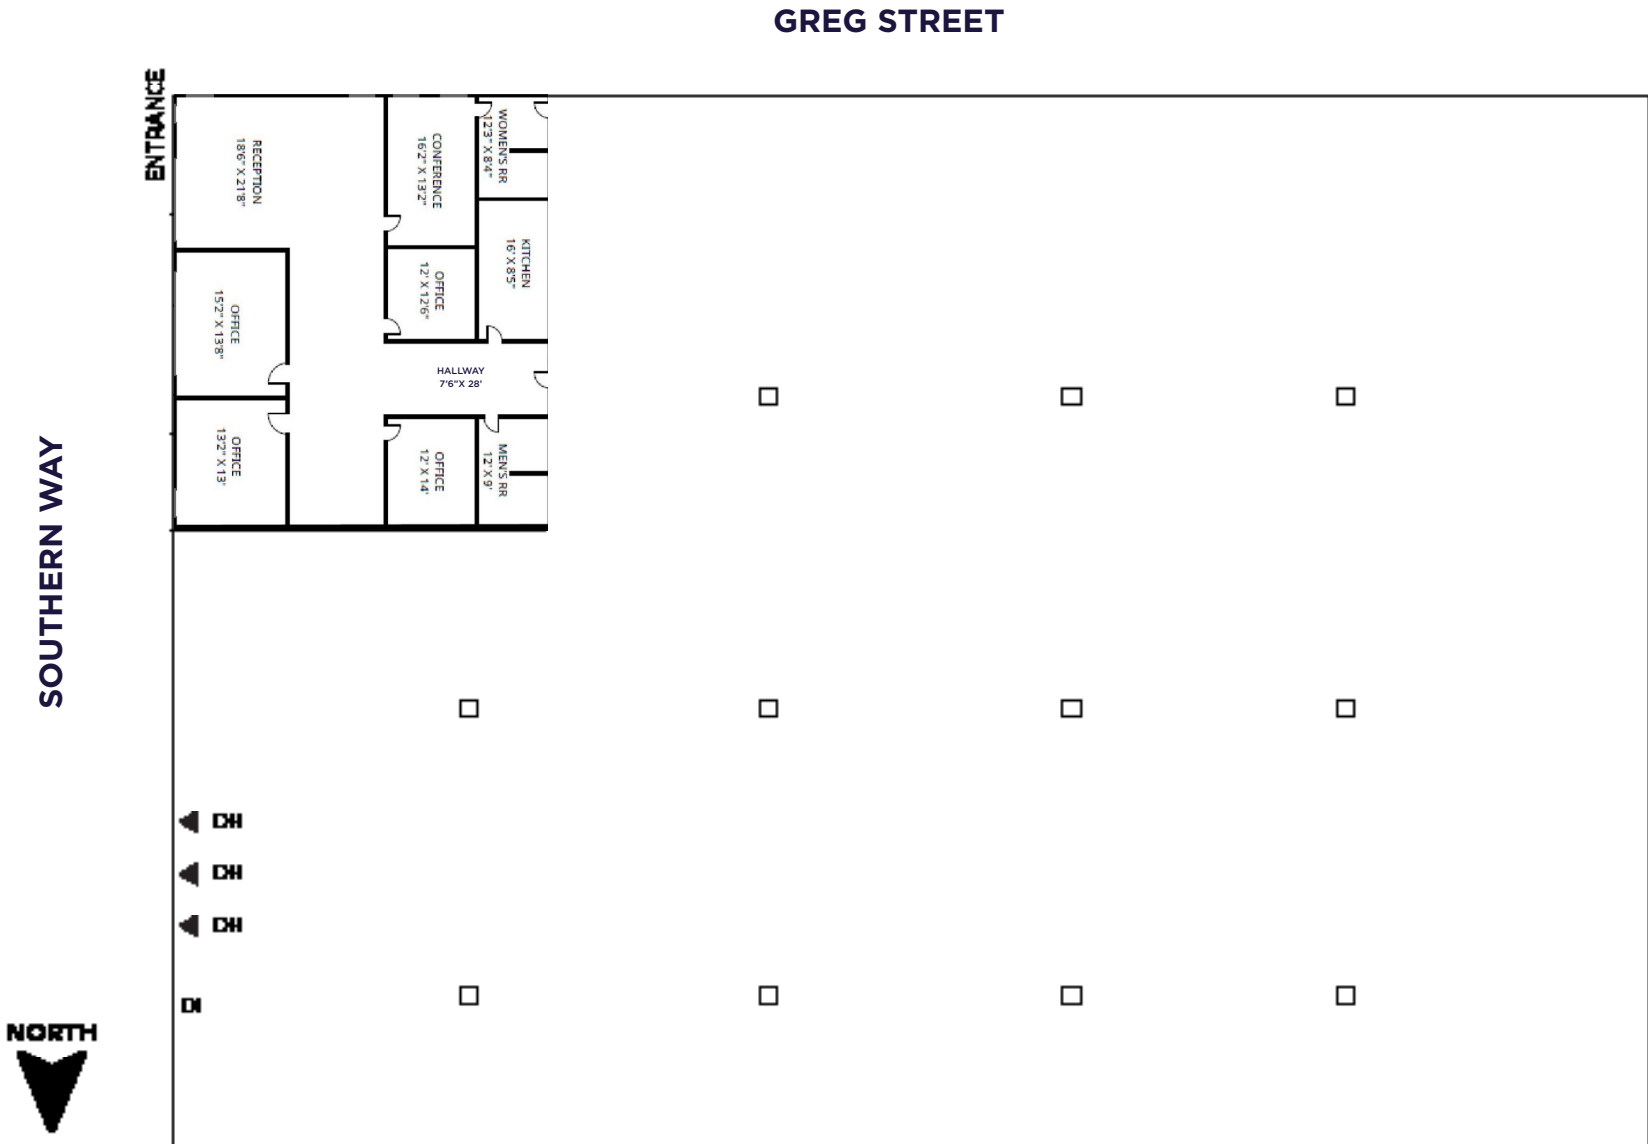 GREG STREET
ENTRANCE
RECEPTION
18'6" X 21'8"
CONFERENCE
16'2" X 13'2"
WOMEN'S RR
12'3" X 8'4"
KITCHEN
16' X 8'5"
OFFICE
12' X 12'6"
OFFICE
15'2" X 13'8"
HALLWAY
7'6"X 28'
OFFICE
13'2" X 13'
OFFICE
12' X 14'
MEN'S RR
12' X 9'
SOUTHERN WAY
DH
DH
DH
DI
NORTH